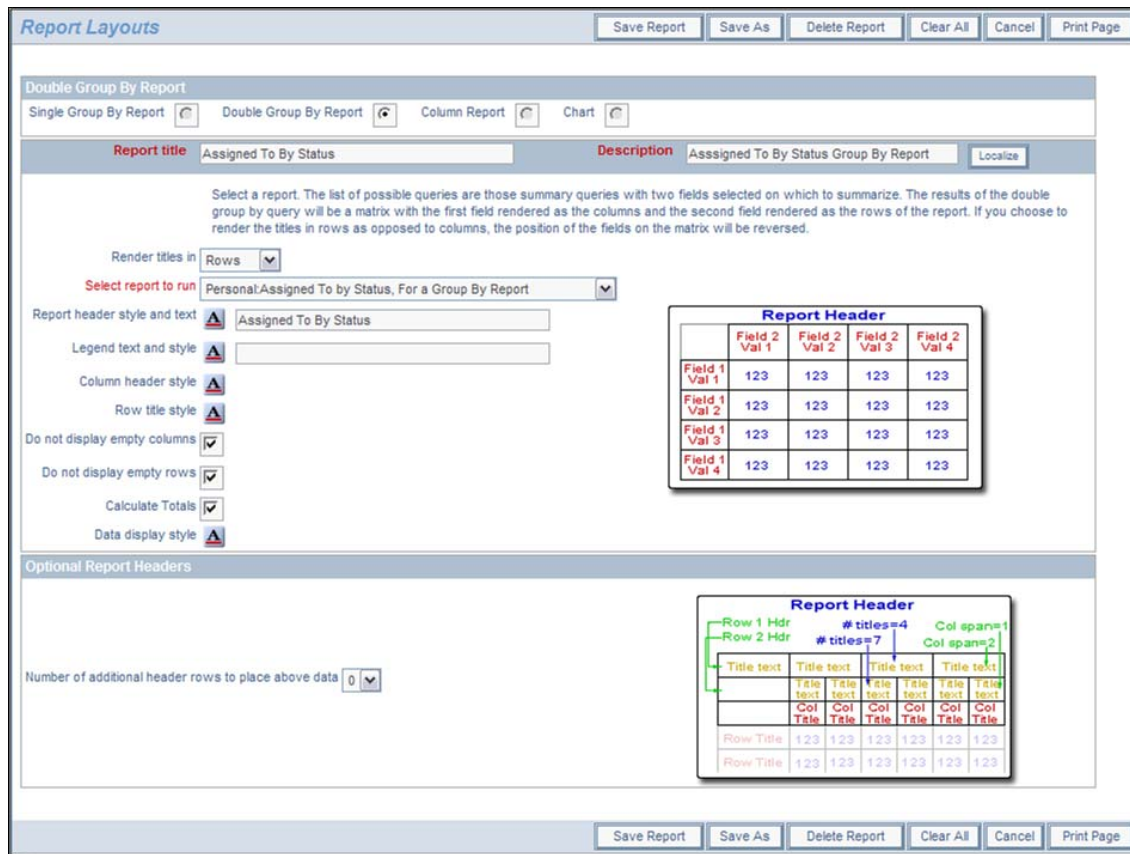 Report Layouts
Save Report Save As Delete Report Clear All Cancel Print Page
Double Group By Report
Single Group By Report Double Group By Report Column Report Chart
Report title Assigned To By Status Description Asssigned To By Status Group By Report Localize
Select a report. The list of possible queries are those summary queries with two fields selected on which to summarize. The results of the double
group by query will be a matrix with the first field rendered as the columns and the second field rendered as the rows of the report. If you choose to
render the titles in rows as opposed to columns, the position of the fields on the matrix will be reversed.
Render titles in Rows
Select report to run Personal:Assigned To by Status, For a Group By Report
Report header style and text A Assigned To By Status
Legend text and style A
Column header style A
Row title style A
Do not display empty columns
Do not display empty rows
Calculate Totals
Data display style A
Report Header
Field 2 Field 2 Field 2 Field 2
Val 1 Val 2 Val 3 Val 4
Field 1
Val 1 123 123 123 123
Field 1
Val 2 123 123 123 123
Field 1
Val 3 123 123 123 123
Field 1
Val 4 123 123 123 123
Optional Report Headers
Number of additional header rows to place above data 0
Report Header
Row 1 Hdr # titles=4 Col span=1
Row 2 Hdr # titles=7 Col span=2
Title text Title text Title text Title text
Title Title Title Title Title Title
text text text text text text
Col Col Col Col Col Col
Title Title Title Title Title Title
Row Title 123 123 123 123 123 123
Row Title 123 123 123 123 123 123
Save Report Save As Delete Report Clear All Cancel Print Page